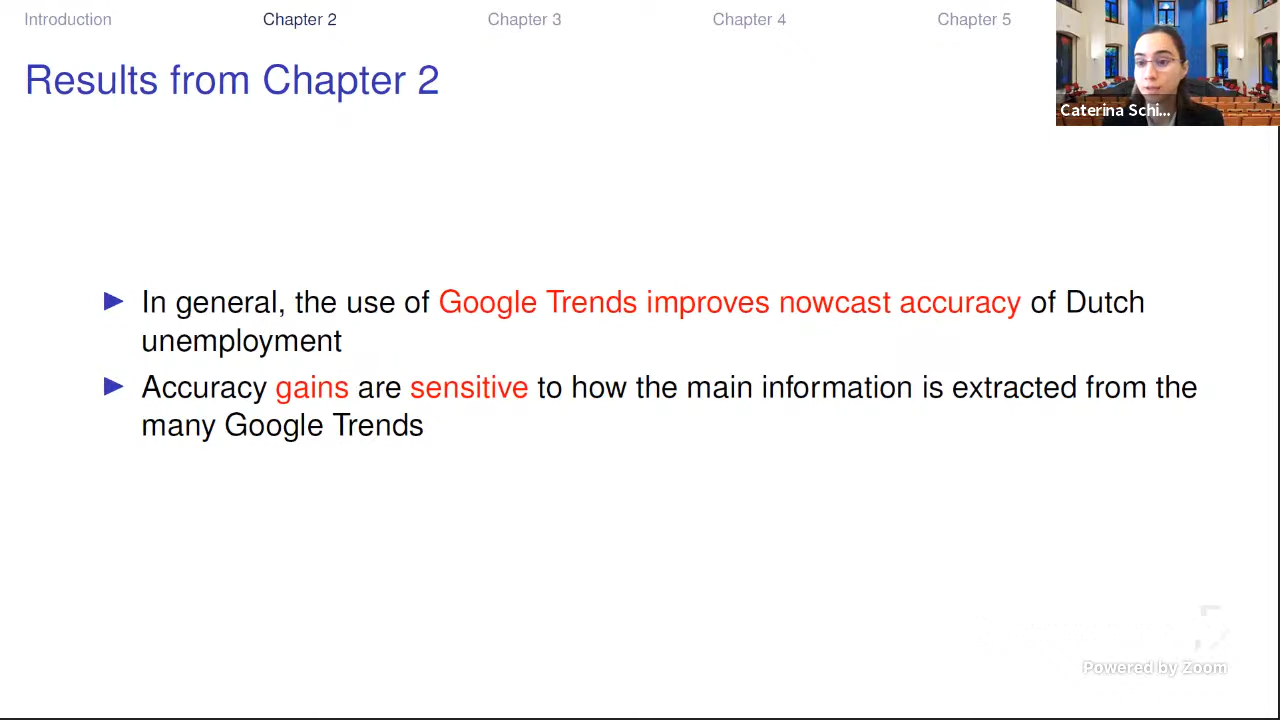 Introduction Chapter 2 Chapter 3 Chapter 4 Chapter 5
Results from Chapter 2
Caterina Schi...
In general, the use of Google Trends improves nowcast accuracy of Dutch
unemployment
Accuracy gains are sensitive to how the main information is extracted from the
many Google Trends
Powered by Zoom